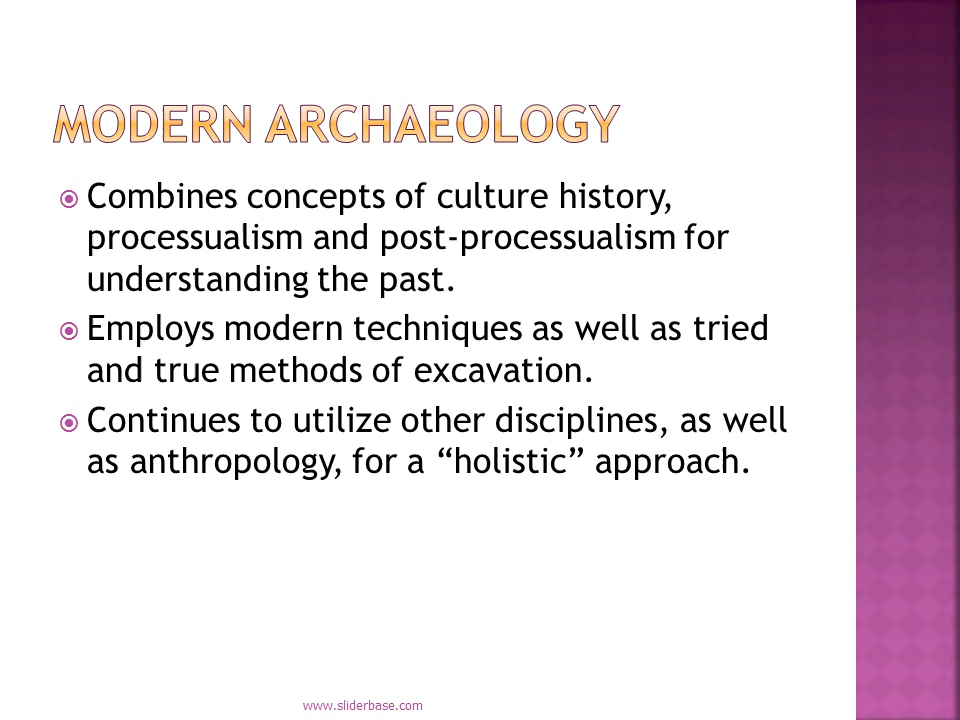 MODERN ARCHAEOLOGY
Combines concepts of culture history,
processualism and post-processualism for
understanding the past.
Employs modern techniques as well as tried
and true methods of excavation.
Continues to utilize other disciplines, as well
as anthropology, for a “holistic” approach.
www.sliderbase.com